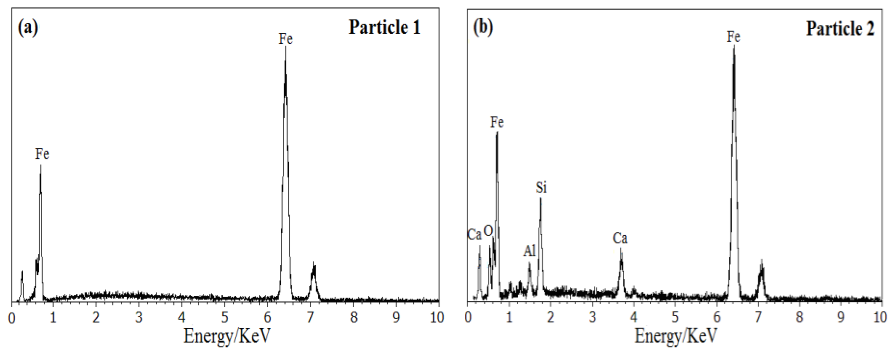 (a) Particle 1
Fe
Fe
0 1 2 3 4 5 6 7 8 9 10
Energy/KeV
(b) Particle 2
Fe
Fe
Si
Ca O Al Ca
0 1 2 3 4 5 6 7 8 9 10
Energy/KeV